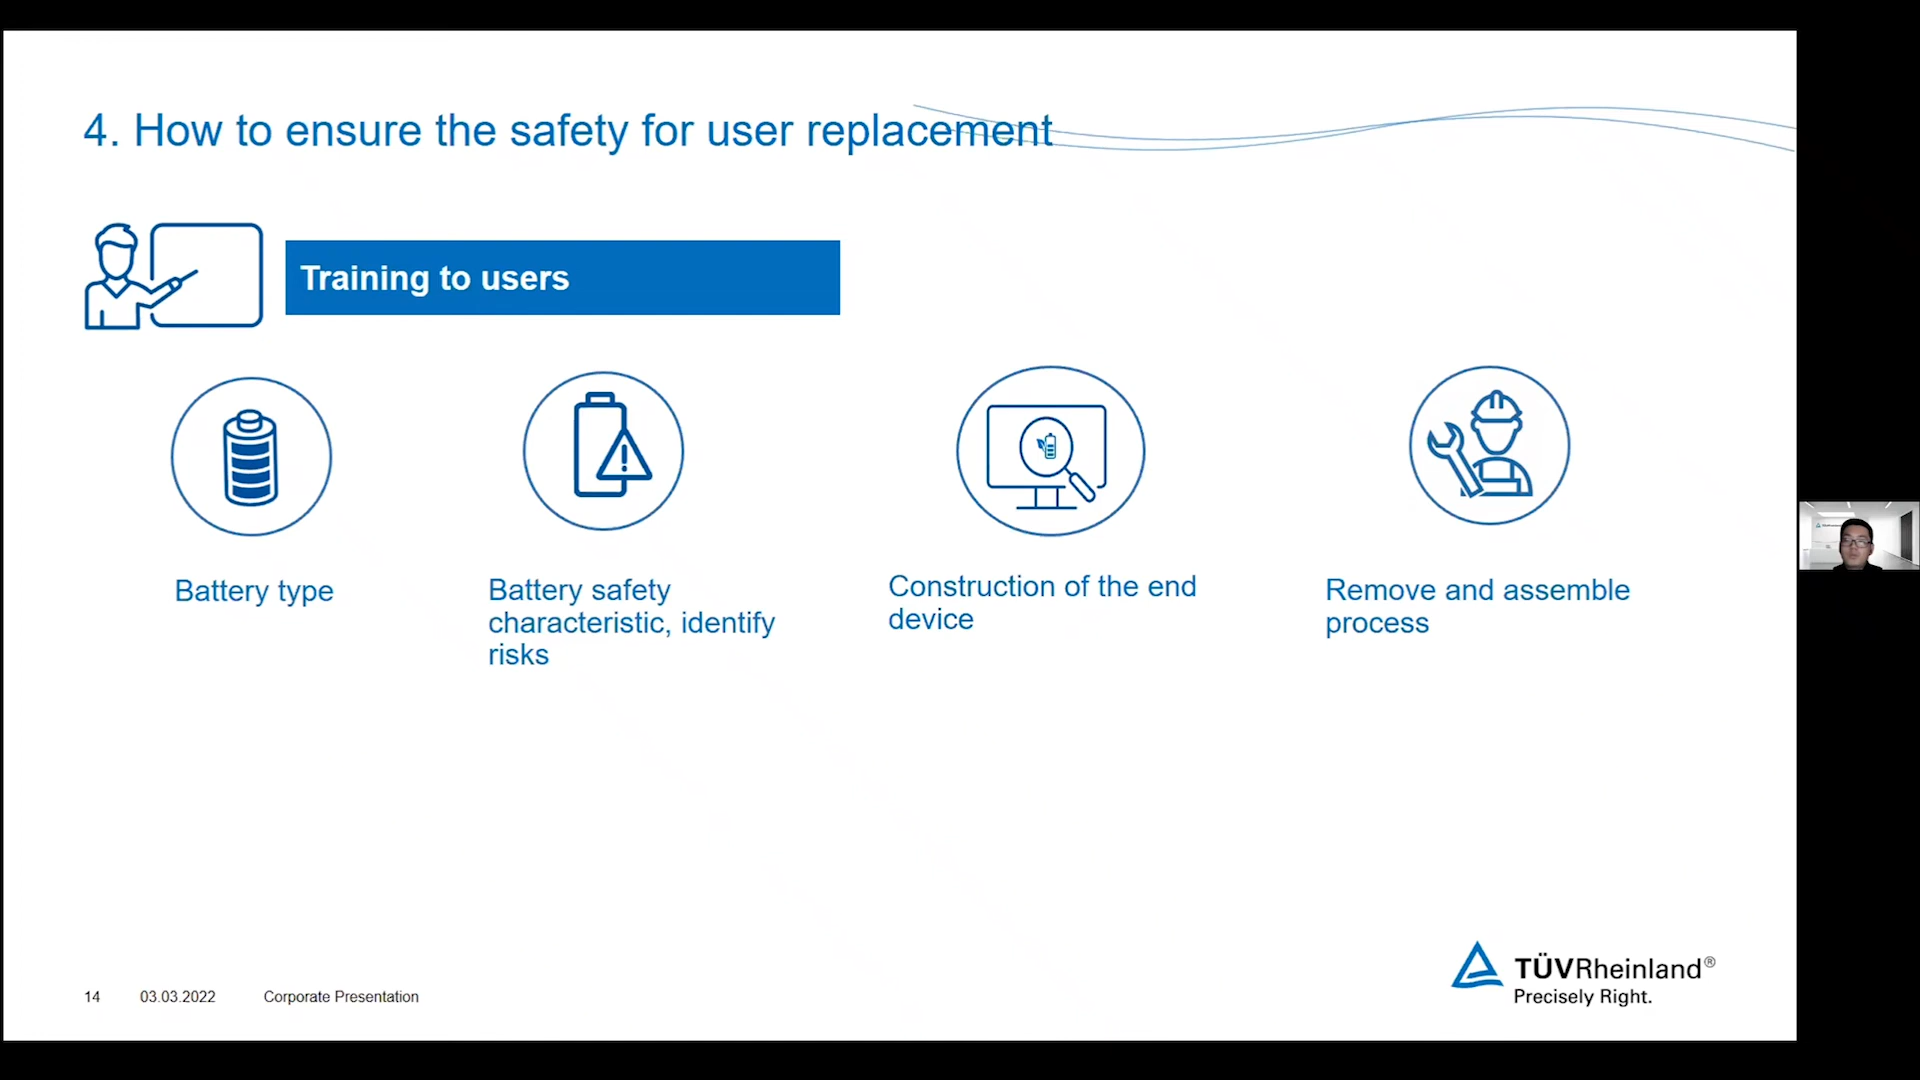 4. How to ensure the safety for user replacement
Training to users
Battery type
Battery safety
characteristic, identify
risks
Construction of the end
device
Remove and assemble
process
14 03.03.2022 Corporate Presentation
TÜVRheinland®
Precisely Right.